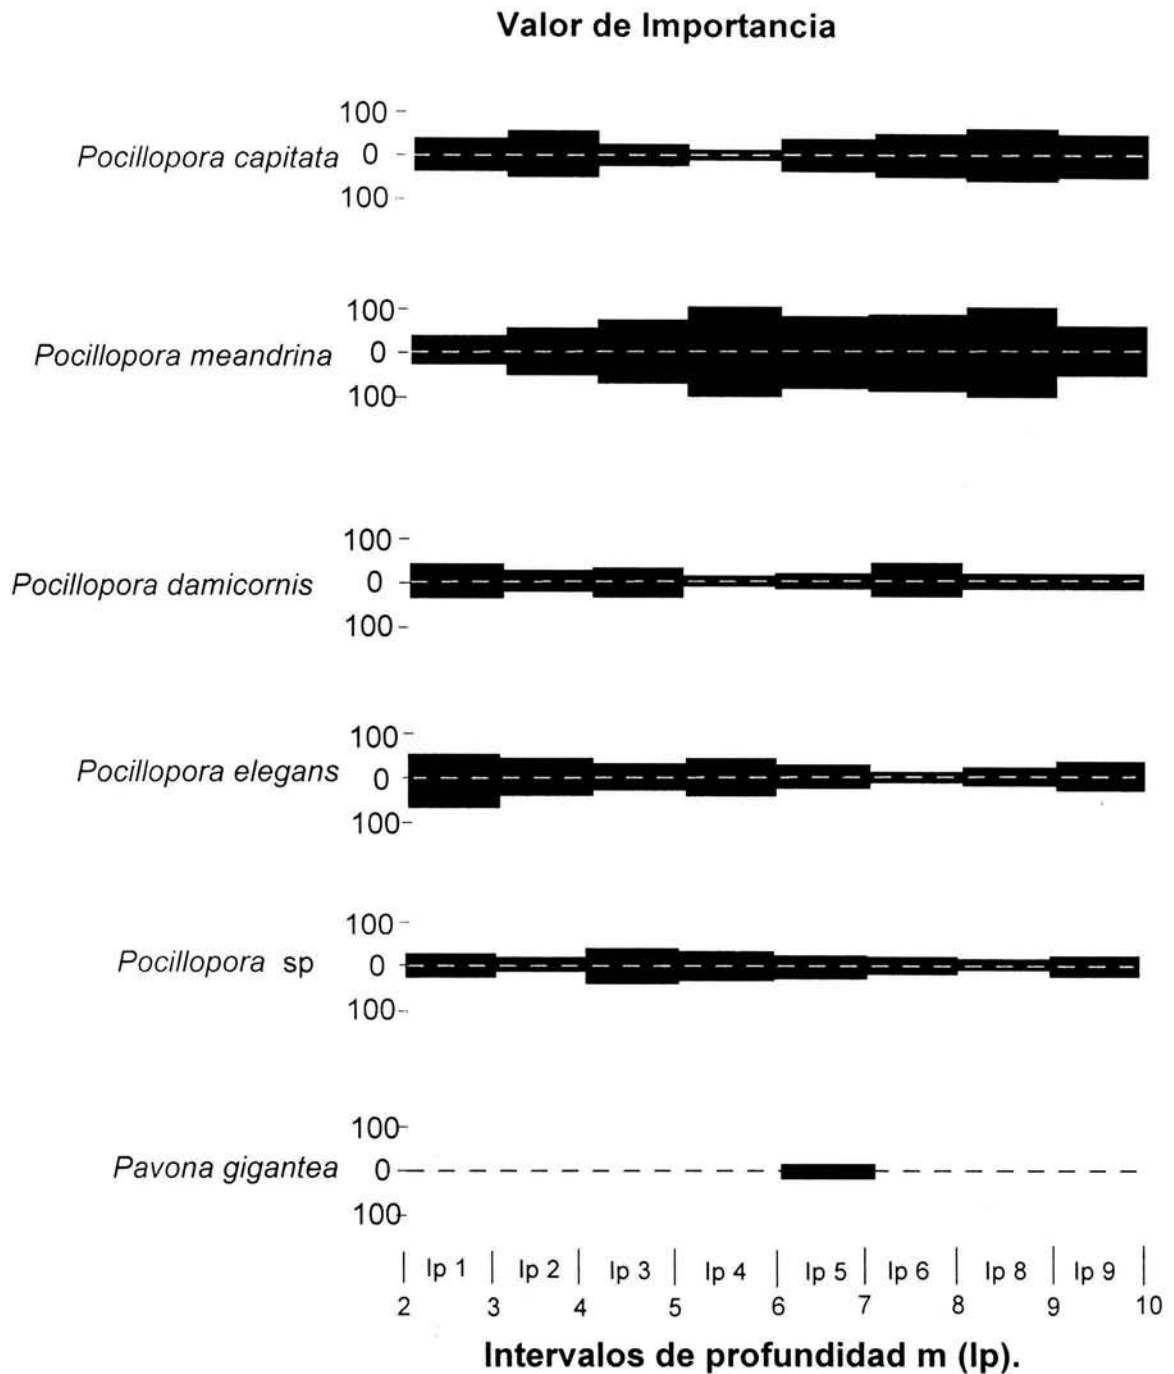 Valor de Importancia
100
Pocillopora capitata 0
100
100
Pocillopora meandrina 0
100
100
Pocillopora damicornis 0
100
100
Pocillopora elegans 0
100
100
Pocillopora sp 0
100
100
Pavona gigantea 0
100
Ip 1 Ip 2 Ip 3 Ip 4 Ip 5 Ip 6 Ip 8 Ip 9
2 3 4 5 6 7 8 9 10
Intervalos de profundidad m (Ip).